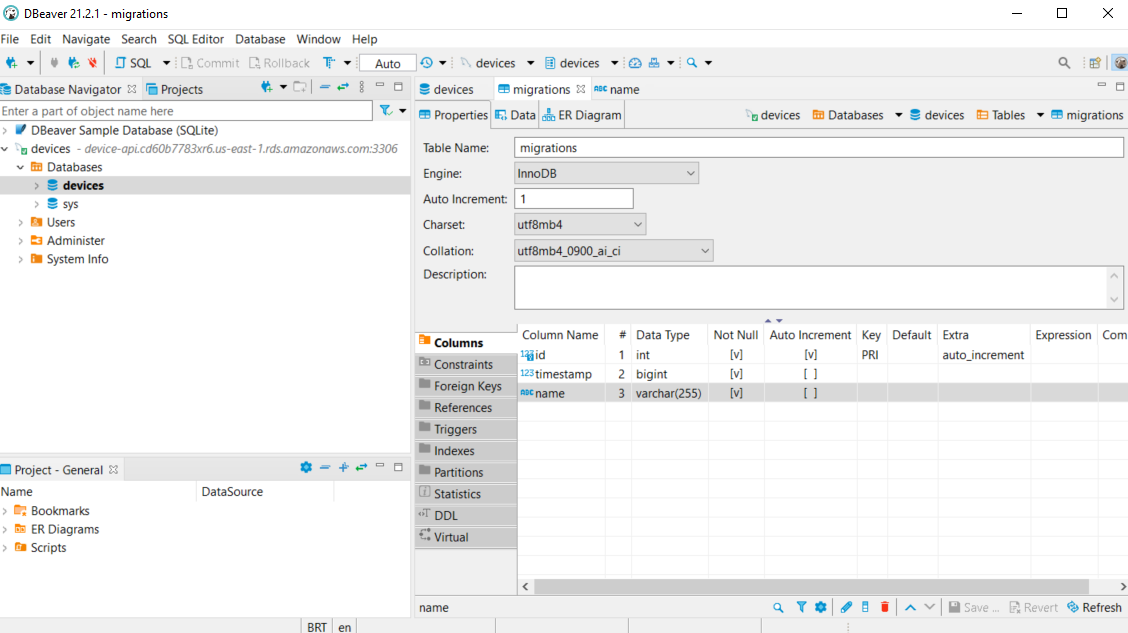 DBeaver 21.2.1 - migrations
File Edit Navigate Search SQL Editor Database Window Help
SQL Commit Rollback T Auto devices devices
Database Navigator Projects
Enter a part of object name here
DBeaver Sample Database (SQLite)
devices - device-api.cd60b7783xr6.us-east-1.rds.amazonaws.com:3306
Databases
devices
sys
Users
Administer
System Info
Project - General
Name DataSource
Bookmarks
ER Diagrams
Scripts
devices migrations ABC name
Properties Data ER Diagram devices Databases devices Tables migrations
Table Name: migrations
Engine: InnoDB
Auto Increment: 1
Charset: utf8mb4
Collation: utf8mb4_0900_ai_ci
Description:
Columns
Constraints
Foreign Keys
References
Triggers
Indexes
Partitions
Statistics
DDL
Virtual
Column Name # Data Type Not Null Auto Increment Key Default Extra Expression Com
123 id 1 int [v] [v] PRI auto_increment
123 timestamp 2 bigint [v] [ ]
ABC name 3 varchar(255) [v] [ ]
name Save ... Revert Refresh
BRT en